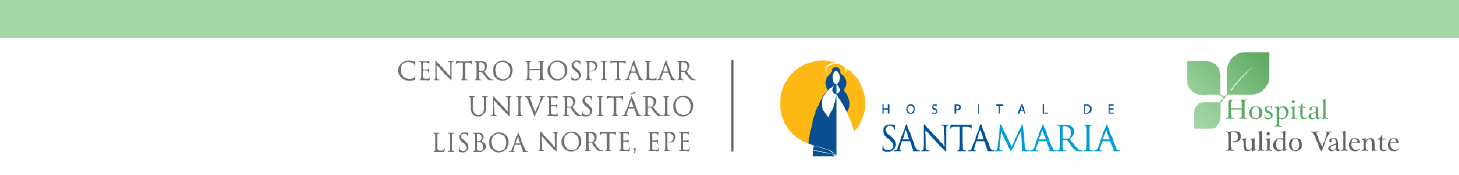 CENTRO HOSPITALAR
UNIVERSITÁRIO
LISBOA NORTE, EPE
HOSPITAL DE
SANTAMARIA
Hospital
Pulido Valente